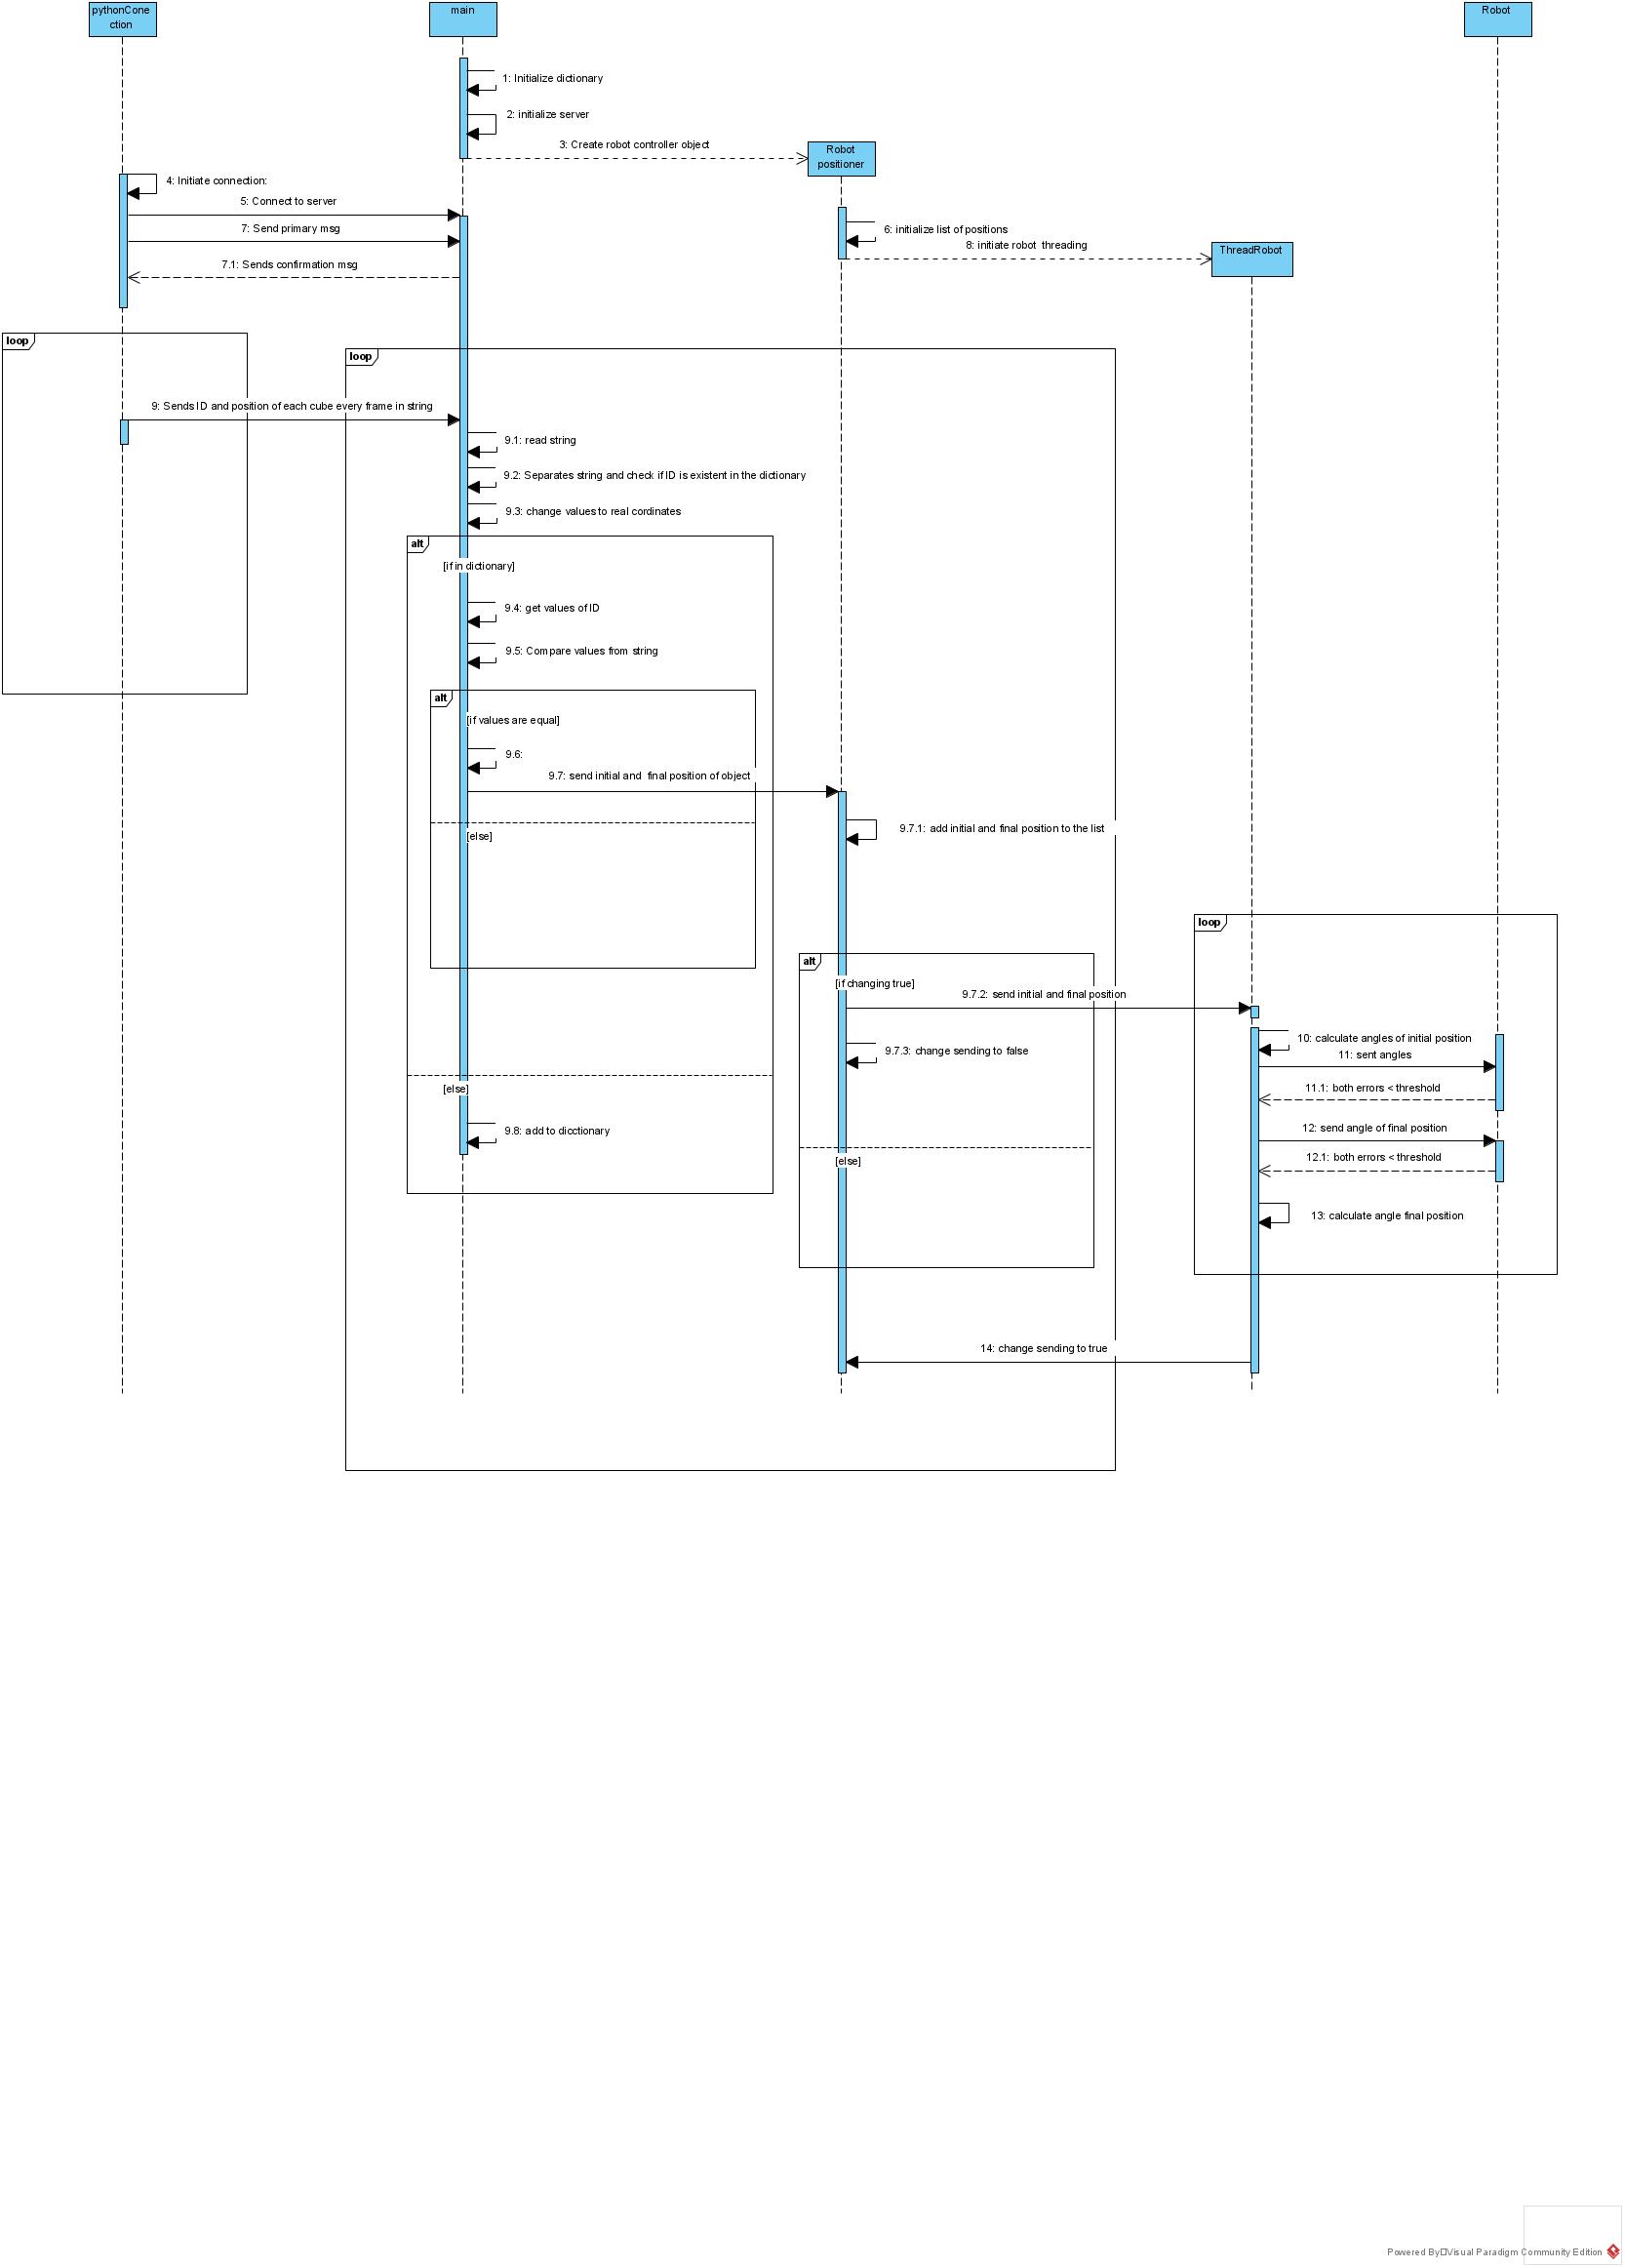 pythonCone
ction
main
Robot
1: Initialize dictionary
2: initialize server
3: Create robot controller object
Robot
positioner
4: Initiate connection:
5: Connect to server
6: initialize list of positions
7: Send primary msg
8: initiate robot threading
ThreadRobot
7.1: Sends confirmation msg
loop
loop
9: Sends ID and position of each cube every frame in string
9.1: read string
9.2: Separates string and check if ID is existent in the dictionary
9.3: change values to real cordinates
alt
[if in dictionary]
9.4: get values of ID
9.5: Compare values from string
alt
[if values are equal]
9.6:
9.7: send initial and final position of object
9.7.1: add initial and final position to the list
[else]
loop
alt
[if changing true]
9.7.2: send initial and final position
10: calculate angles of initial position
9.7.3: change sending to false
11: sent angles
[else]
11.1: both errors < threshold
9.8: add to dicctionary
12: send angle of final position
[else]
12.1: both errors < threshold
13: calculate angle final position
14: change sending to true
Powered By□Visual Paradigm Community Edition